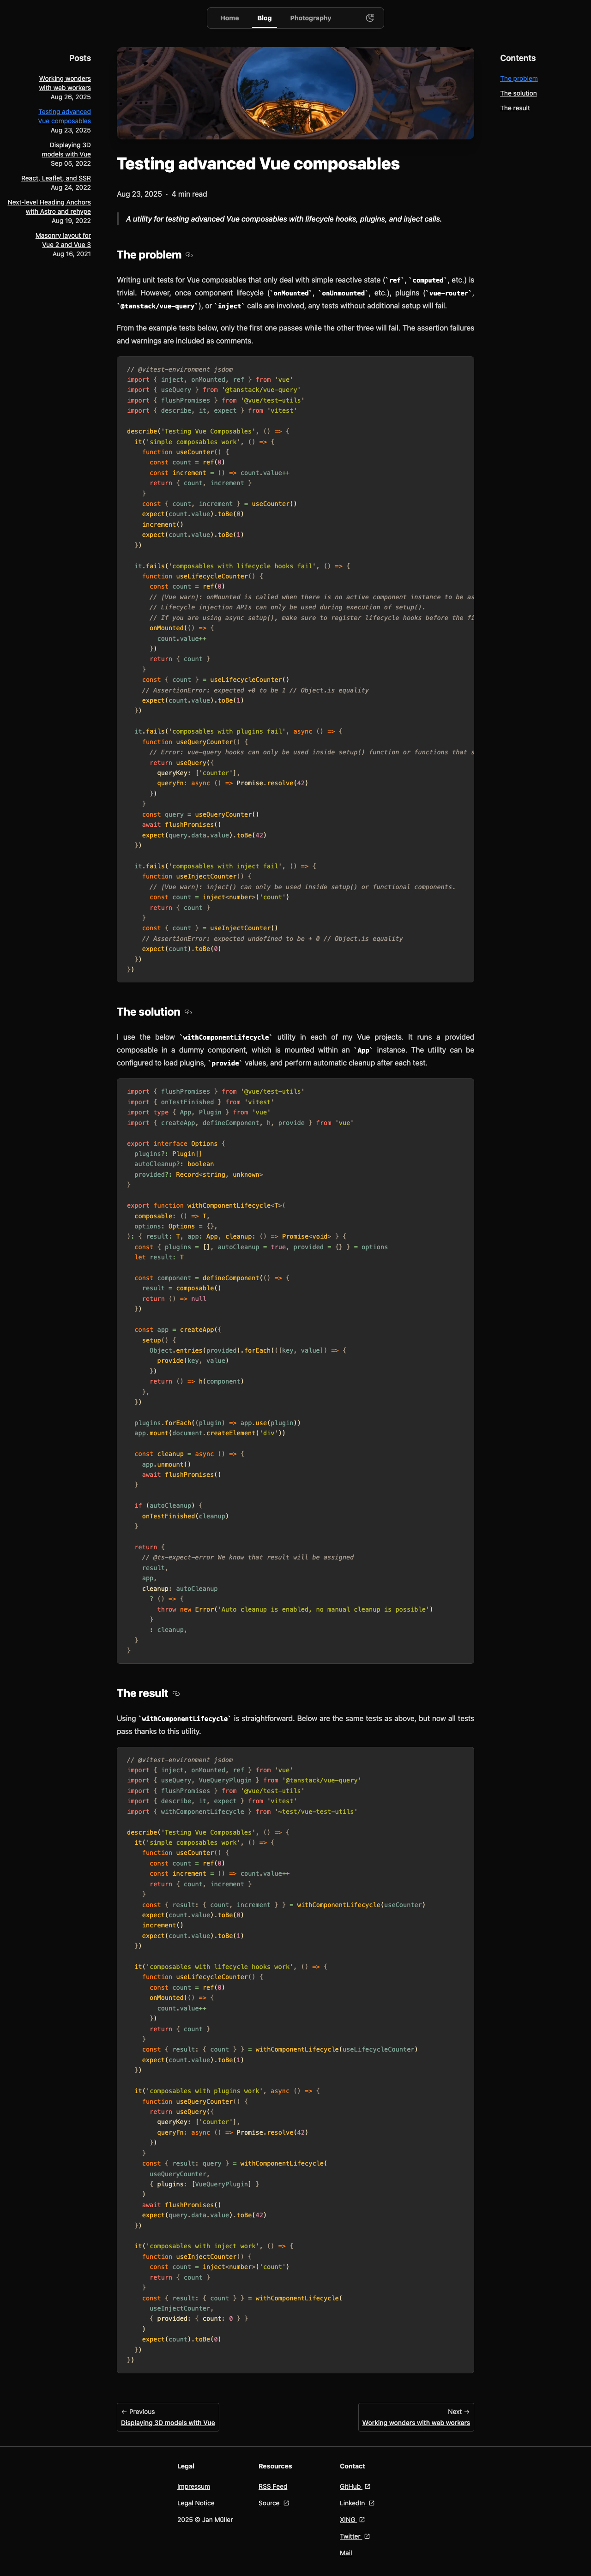 Home
Blog
Photography
Posts
Working wonders
with web workers
Aug 26, 2025
Testing advanced
Vue composables
Aug 23, 2025
Displaying 3D
models with Vue
Sep 05, 2022
React, Leaflet, and SSR
Aug 24, 2022
Next-level Heading Anchors
with Astro and rehype
Aug 19, 2022
Masonry layout for
Vue 2 and Vue 3
Aug 16, 2021
Contents
The problem
The solution
The result
Testing advanced Vue composables
Aug 23, 2025 · 4 min read
A utility for testing advanced Vue composables with lifecycle hooks, plugins, and inject calls.
The problem
Writing unit tests for Vue composables that only deal with simple reactive state (`ref`, `computed`, etc.) is
trivial. However, once component lifecycle (`onMounted`, `onUnmounted`, etc.), plugins (`vue-router`,
`@tanstack/vue-query`), or `inject` calls are involved, any tests without additional setup will fail.
From the example tests below, only the first one passes while the other three will fail. The assertion failures
and warnings are included as comments.
// @vitest-environment jsdom
import { inject, onMounted, ref } from 'vue'
import { useQuery } from '@tanstack/vue-query'
import { flushPromises } from '@vue/test-utils'
import { describe, it, expect } from 'vitest'
describe('Testing Vue Composables', () => {
it('simple composables work', () => {
function useCounter() {
const count = ref(0)
const increment = () => count.value++
return { count, increment }
}
const { count, increment } = useCounter()
expect(count.value).toBe(0)
increment()
expect(count.value).toBe(1)
})
it.fails('composables with lifecycle hooks fail', () => {
function useLifecycleCounter() {
const count = ref(0)
// [Vue warn]: onMounted is called when there is no active component instance to be as
// Lifecycle injection APIs can only be used during execution of setup().
// If you are using async setup(), make sure to register lifecycle hooks before the fi
onMounted(() => {
count.value++
})
return { count }
}
const { count } = useLifecycleCounter()
// AssertionError: expected +0 to be 1 // Object.is equality
expect(count.value).toBe(1)
})
it.fails('composables with plugins fail', async () => {
function useQueryCounter() {
// Error: vue-query hooks can only be used inside setup() function or functions that s
return useQuery({
queryKey: ['counter'],
queryFn: async () => Promise.resolve(42)
})
}
const query = useQueryCounter()
await flushPromises()
expect(query.data.value).toBe(42)
})
it.fails('composables with inject fail', () => {
function useInjectCounter() {
// [Vue warn]: inject() can only be used inside setup() or functional components.
const count = inject<number>('count')
return { count }
}
const { count } = useInjectCounter()
// AssertionError: expected undefined to be + 0 // Object.is equality
expect(count).toBe(0)
})
})
The solution
I use the below `withComponentLifecycle` utility in each of my Vue projects. It runs a provided
composable in a dummy component, which is mounted within an `App` instance. The utility can be
configured to load plugins, `provide` values, and perform automatic cleanup after each test.
import { flushPromises } from '@vue/test-utils'
import { onTestFinished } from 'vitest'
import type { App, Plugin } from 'vue'
import { createApp, defineComponent, h, provide } from 'vue'
export interface Options {
plugins?: Plugin[]
autoCleanup?: boolean
provided?: Record<string, unknown>
}
export function withComponentLifecycle<T>(
composable: () => T,
options: Options = {},
): { result: T, app: App, cleanup: () => Promise<void> } {
const { plugins = [], autoCleanup = true, provided = {} } = options
let result: T
const component = defineComponent(() => {
result = composable()
return () => null
})
const app = createApp({
setup() {
Object.entries(provided).forEach(([key, value]) => {
provide(key, value)
})
return () => h(component)
},
})
plugins.forEach((plugin) => app.use(plugin))
app.mount(document.createElement('div'))
const cleanup = async () => {
app.unmount()
await flushPromises()
}
if (autoCleanup) {
onTestFinished(cleanup)
}
return {
// @ts-expect-error We know that result will be assigned
result,
app,
cleanup: autoCleanup
? () => {
throw new Error('Auto cleanup is enabled, no manual cleanup is possible')
}
: cleanup,
}
}
The result
Using `withComponentLifecycle` is straightforward. Below are the same tests as above, but now all tests
pass thanks to this utility.
// @vitest-environment jsdom
import { inject, onMounted, ref } from 'vue'
import { useQuery, VueQueryPlugin } from '@tanstack/vue-query'
import { flushPromises } from '@vue/test-utils'
import { describe, it, expect } from 'vitest'
import { withComponentLifecycle } from '~test/vue-test-utils'
describe('Testing Vue Composables', () => {
it('simple composables work', () => {
function useCounter() {
const count = ref(0)
const increment = () => count.value++
return { count, increment }
}
const { result: { count, increment } } = withComponentLifecycle(useCounter)
expect(count.value).toBe(0)
increment()
expect(count.value).toBe(1)
})
it('composables with lifecycle hooks work', () => {
function useLifecycleCounter() {
const count = ref(0)
onMounted(() => {
count.value++
})
return { count }
}
const { result: { count } } = withComponentLifecycle(useLifecycleCounter)
expect(count.value).toBe(1)
})
it('composables with plugins work', async () => {
function useQueryCounter() {
return useQuery({
queryKey: ['counter'],
queryFn: async () => Promise.resolve(42)
})
}
const { result: query } = withComponentLifecycle(
useQueryCounter,
{ plugins: [VueQueryPlugin] }
)
await flushPromises()
expect(query.data.value).toBe(42)
})
it('composables with inject work', () => {
function useInjectCounter() {
const count = inject<number>('count')
return { count }
}
const { result: { count } } = withComponentLifecycle(
useInjectCounter,
{ provided: { count: 0 } }
)
expect(count).toBe(0)
})
})
← Previous
Displaying 3D models with Vue
Next →
Working wonders with web workers
Legal
Impressum
Legal Notice
2025 © Jan Müller
Resources
RSS Feed
Source
Contact
GitHub
LinkedIn
XING
Twitter
Mail